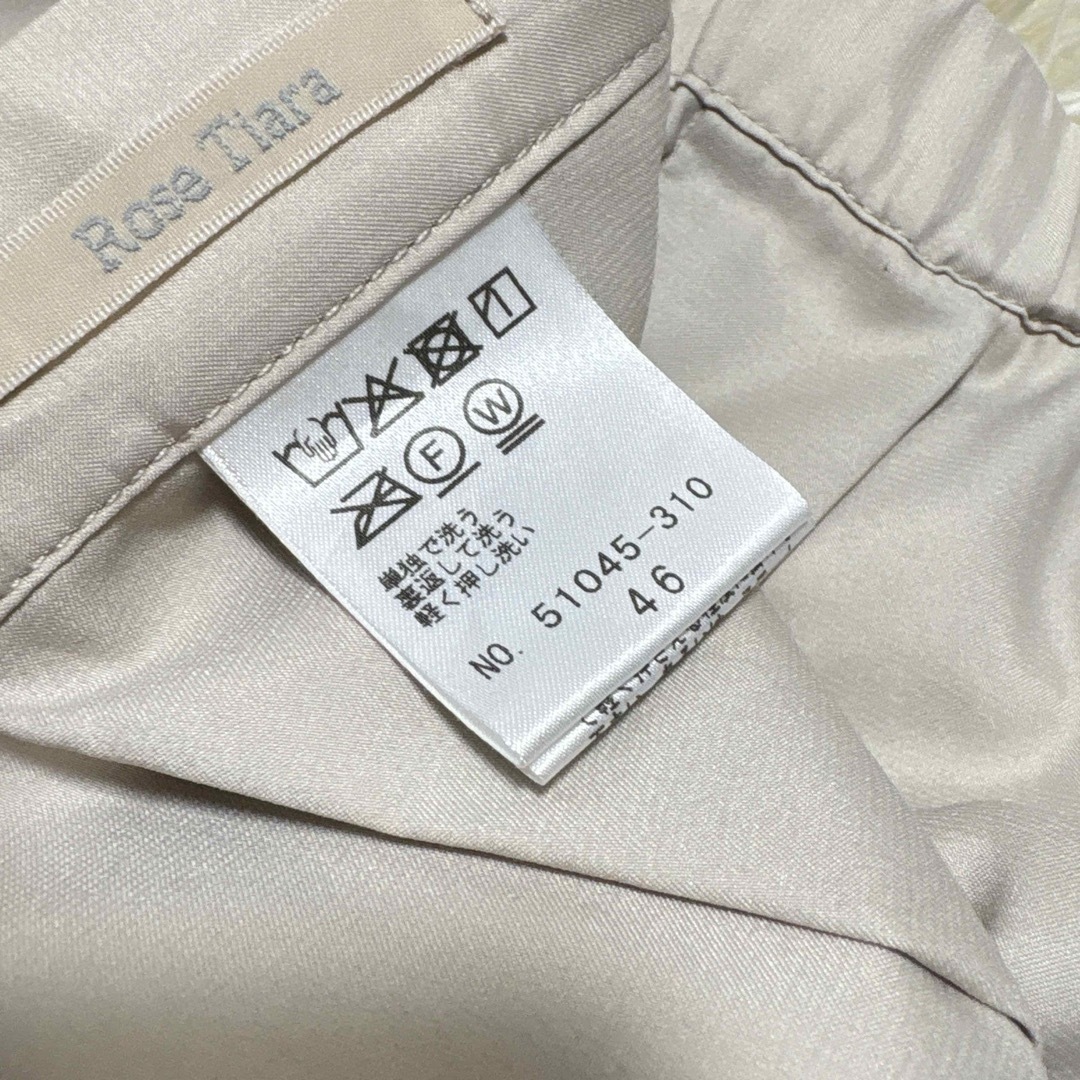 Rose Tiara
F W
単独で洗う
裏返して洗う
軽く押し洗い
NO. 51045-310
46